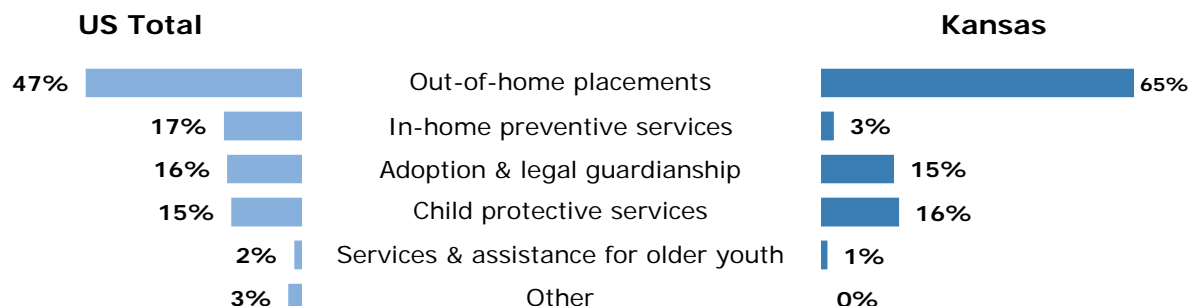 US Total Kansas
47% Out-of-home placements 65%
17% In-home preventive services 3%
16% Adoption & legal guardianship 15%
15% Child protective services 16%
2% Services & assistance for older youth 1%
3% Other 0%